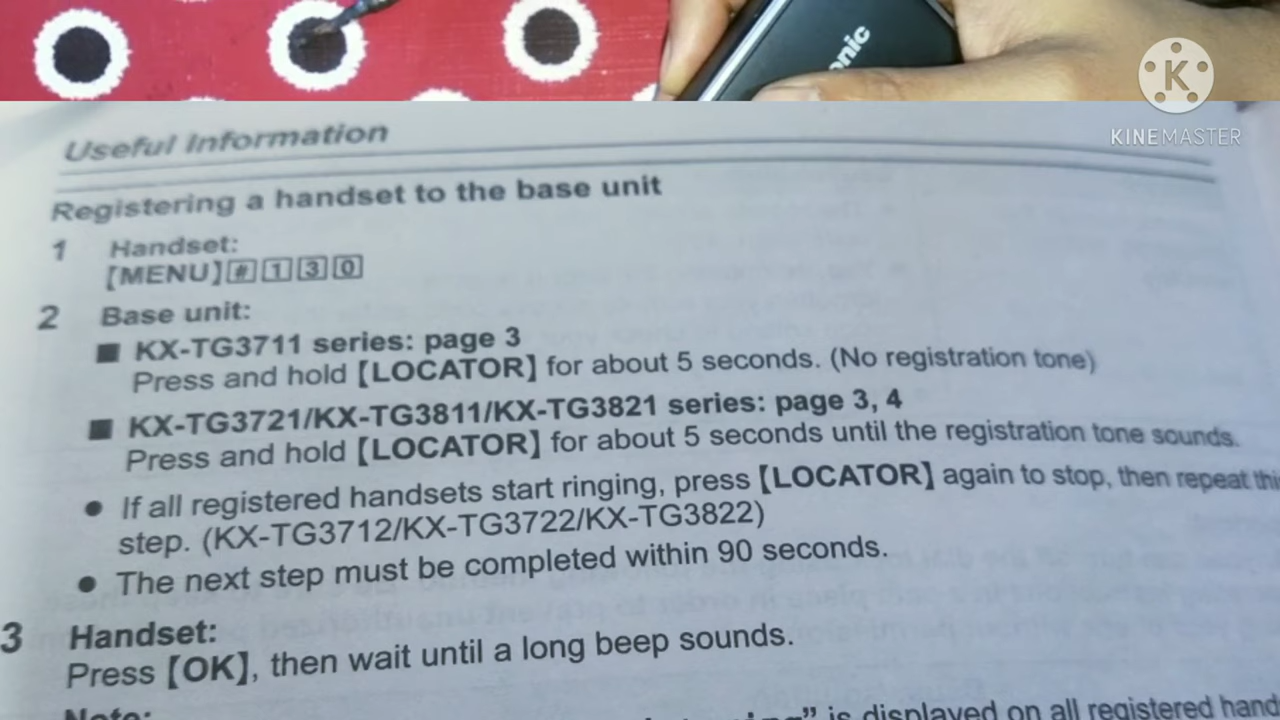 onic
K
KINEMASTER
Useful Information
Registering a handset to the base unit
1 Handset:
【MENU】#130
2 Base unit:
■ KX-TG3711 series: page 3
Press and hold 【LOCATOR】 for about 5 seconds. (No registration tone)
■ KX-TG3721/KX-TG3811/KX-TG3821 series: page 3, 4
Press and hold 【LOCATOR】 for about 5 seconds until the registration tone sounds.
● If all registered handsets start ringing, press 【LOCATOR】 again to stop, then repeat thi
step. (KX-TG3712/KX-TG3722/KX-TG3822)
● The next step must be completed within 90 seconds.
3 Handset:
Press 【OK】, then wait until a long beep sounds.
Note:
” is displayed on all registered hand